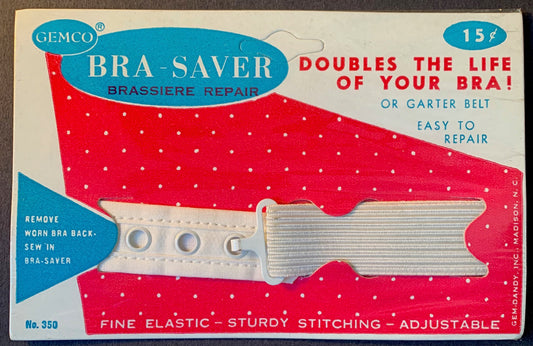 GEMCO ®
15¢
BRA-SAVER
BRASSIERE REPAIR
DOUBLES THE LIFE
OF YOUR BRA!
OR GARTER BELT
EASY TO
REPAIR
REMOVE
WORN BRA BACK-
SEW IN
BRA-SAVER
No. 350
FINE ELASTIC – STURDY STITCHING – ADJUSTABLE
GEM-DANDY, INC., MADISON, N. C.